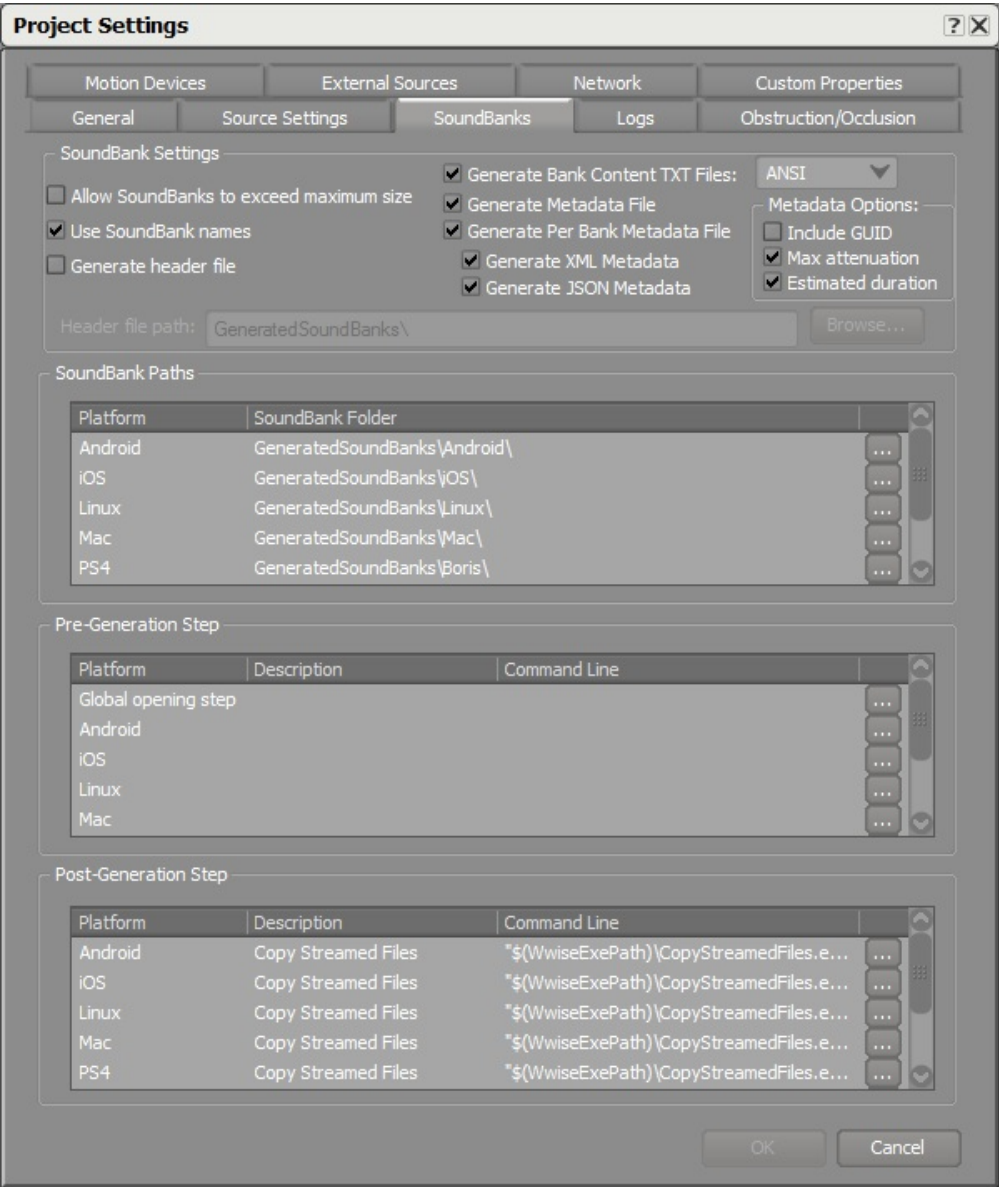 Project Settings
Motion Devices External Sources Network Custom Properties
General Source Settings SoundBanks Logs Obstruction/Occlusion
SoundBank Settings
Allow SoundBanks to exceed maximum size
Use SoundBank names
Generate header file
Generate Bank Content TXT Files: ANSI
Generate Metadata File
Generate Per Bank Metadata File
Generate XML Metadata
Generate JSON Metadata
Metadata Options:
Include GUID
Max attenuation
Estimated duration
Header file path: GeneratedSoundBanks\ Browse...
SoundBank Paths
Platform SoundBank Folder
Android GeneratedSoundBanks\Android\ ...
iOS GeneratedSoundBanks\iOS\ ...
Linux GeneratedSoundBanks\Linux\ ...
Mac GeneratedSoundBanks\Mac\ ...
PS4 GeneratedSoundBanks\Boris\ ...
Pre-Generation Step
Platform Description Command Line
Global opening step ...
Android ...
iOS ...
Linux ...
Mac ...
Post-Generation Step
Platform Description Command Line
Android Copy Streamed Files "$(WwiseExePath)\CopyStreamedFiles.e... ...
iOS Copy Streamed Files "$(WwiseExePath)\CopyStreamedFiles.e... ...
Linux Copy Streamed Files "$(WwiseExePath)\CopyStreamedFiles.e... ...
Mac Copy Streamed Files "$(WwiseExePath)\CopyStreamedFiles.e... ...
PS4 Copy Streamed Files "$(WwiseExePath)\CopyStreamedFiles.e... ...
OK Cancel